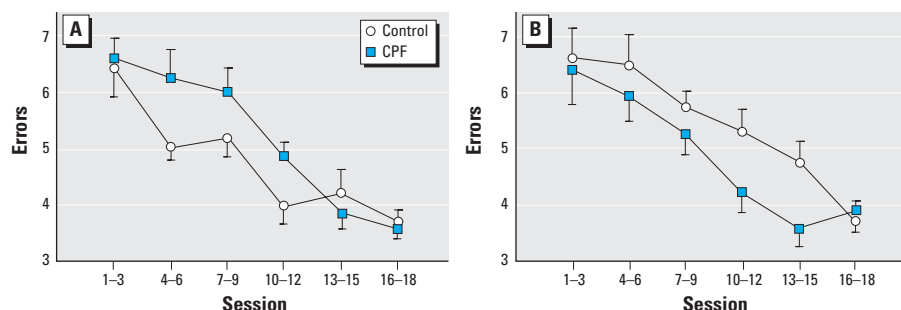 A
Control
CPF
7
6
5
4
3
Errors
1–3 4–6 7–9 10–12 13–15 16–18
Session
B
7
6
5
4
3
Errors
1–3 4–6 7–9 10–12 13–15 16–18
Session